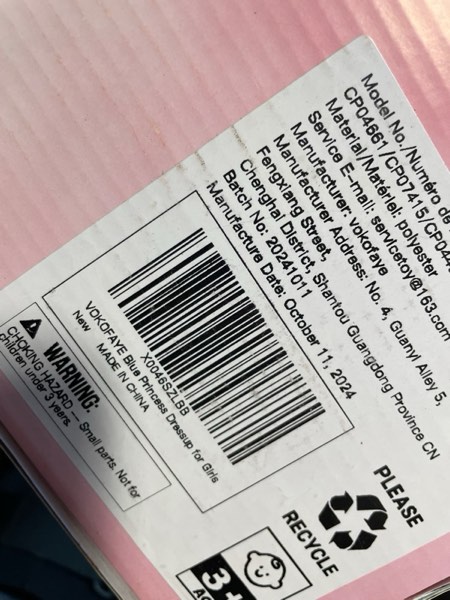 Model No./Numéro de
CP04661/CP07415/CP044
Material/Matériel: polyester
Service E-mail: servicetoy@163.com
Manufacturer: vokofaye
Manufacturer Address: No. 4, Guanyi Alley 5,
Fengxiang Street,
Chenghai District, Shantou Guangdong Province CN
Batch No: 20241011
Manufacture Date: October 11, 2024
X0046SZLBB
VOKOFAYE Blue Princess Dressup for Girls
New
MADE IN CHINA
WARNING:
CHOKING HAZARD — Small parts. Not for
children under 3 years.
PLEASE
RECYCLE
3+